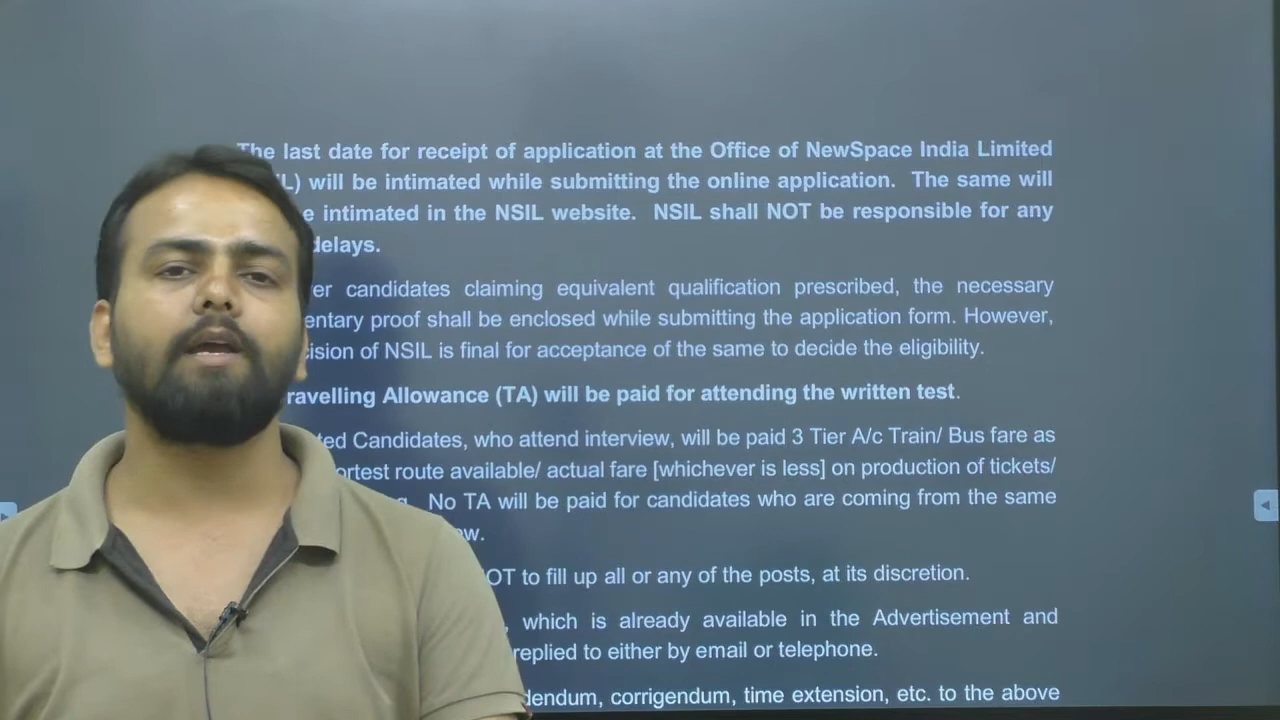 The last date for receipt of application at the Office of NewSpace India Limited
L) will be intimated while submitting the online application. The same will
e intimated in the NSIL website. NSIL shall NOT be responsible for any
delays.
er candidates claiming equivalent qualification prescribed, the necessary
entary proof shall be enclosed while submitting the application form. However,
ision of NSIL is final for acceptance of the same to decide the eligibility.
ravelling Allowance (TA) will be paid for attending the written test.
ted Candidates, who attend interview, will be paid 3 Tier A/c Train/ Bus fare as
ortest route available/ actual fare [whichever is less] on production of tickets/
g. No TA will be paid for candidates who are coming from the same
ew.
OT to fill up all or any of the posts, at its discretion.
, which is already available in the Advertisement and
replied to either by email or telephone.
dendum, corrigendum, time extension, etc. to the above